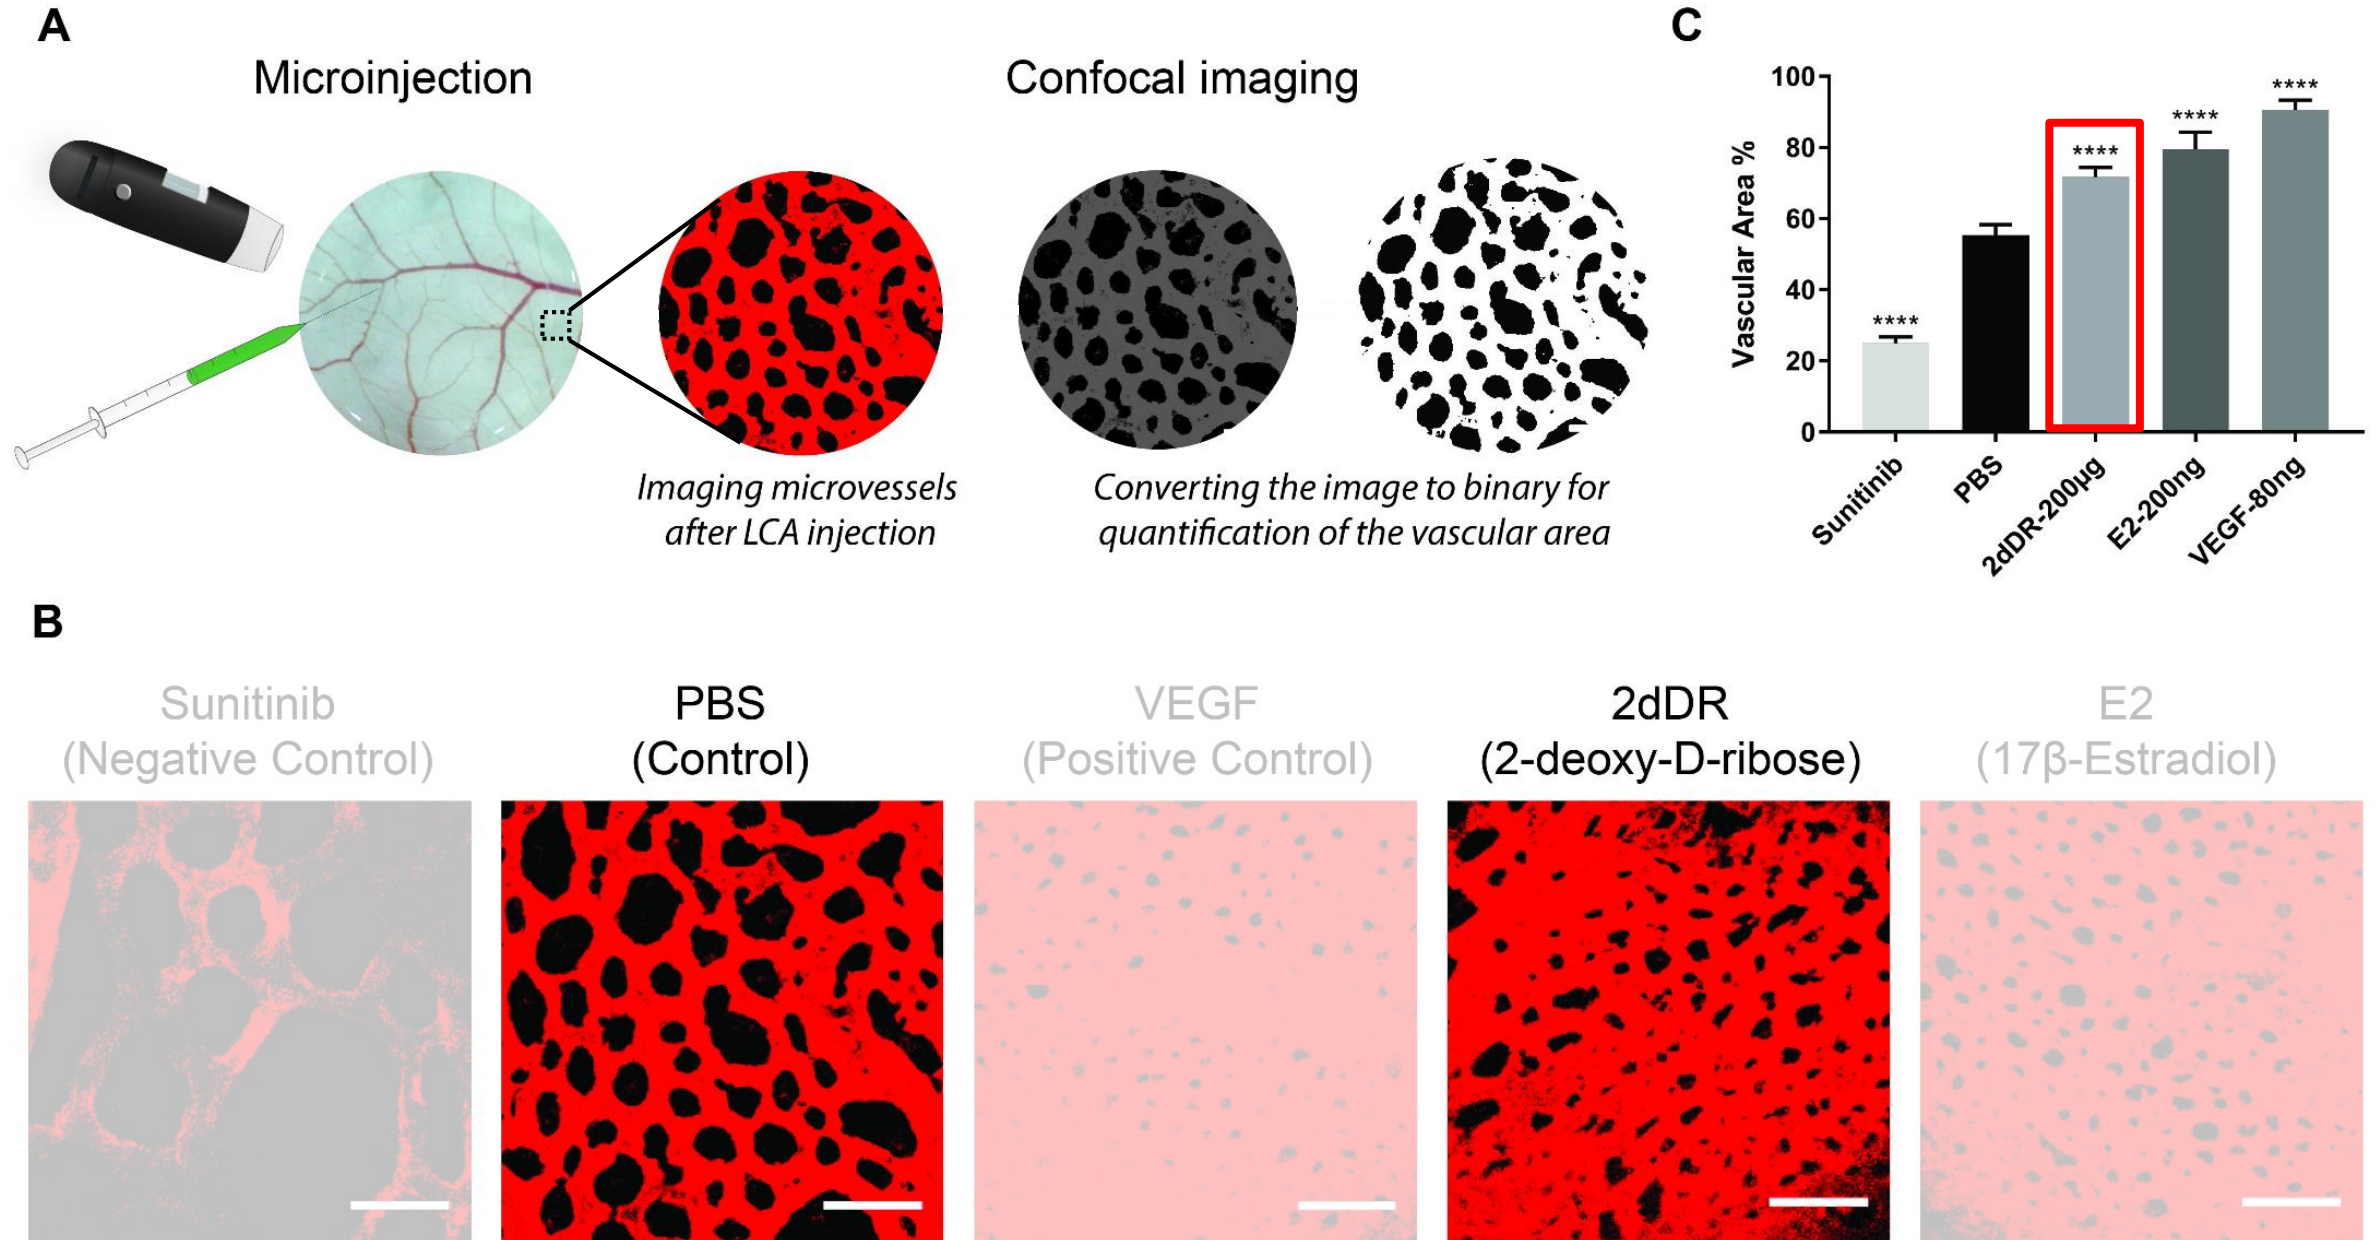 A
Microinjection
Confocal imaging
Imaging microvessels
after LCA injection
Converting the image to binary for
quantification of the vascular area
C
Vascular Area %
100
80
60
40
20
0
****
****
****
****
Sunitinib
PBS
2dDR-200µg
E2-200ng
VEGF-80ng
B
Sunitinib
(Negative Control)
PBS
(Control)
VEGF
(Positive Control)
2dDR
(2-deoxy-D-ribose)
E2
(17β-Estradiol)